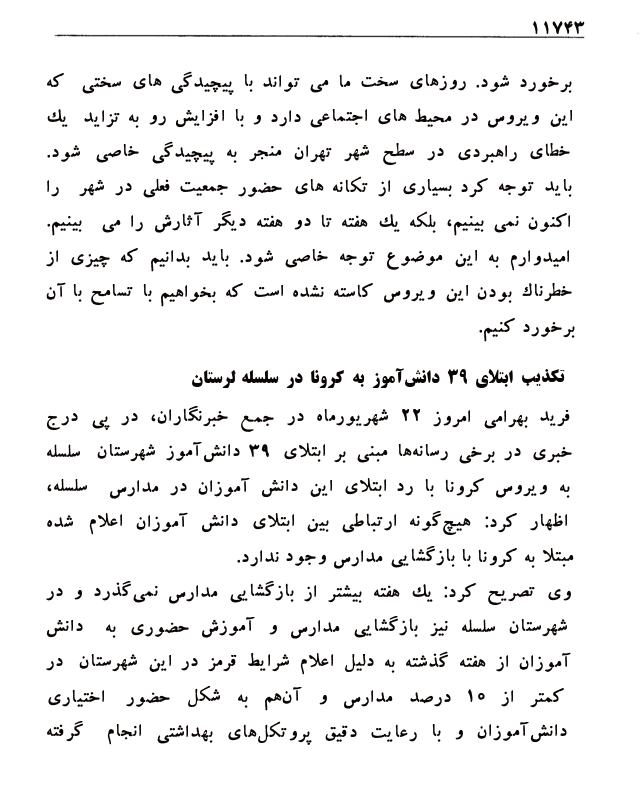 ۱۱۷۴۳
برخورد شود. روزهای سخت ما می تواند با پیچیدگی های سختی که
این ویروس در محیط های اجتماعی دارد و با افزایش رو به تزاید یك
خطای راهبردی در سطح شهر تهران منجر به پیچیدگی خاصی شود.
باید توجه کرد بسیاری از تکانه های حضور جمعیت فعلی در شهر را
اکنون نمی بینیم، بلکه یك هفته تا دو هفته دیگر آثارش را می بینیم.
امیدوارم به این موضوع توجه خاصی شود. باید بدانیم که چیزی از
خطرناك بودن این ویروس کاسته نشده است که بخواهیم با تسامح با آن
برخورد کنیم.
تکذیب ابتلای ۳۹ دانش‌آموز به کرونا در سلسله لرستان
فرید بهرامی امروز ۲۲ شهریورماه در جمع خبرنگاران، در پی درج
خبری در برخی رسانه‌ها مبنی بر ابتلای ۳۹ دانش‌آموز شهرستان سلسله
به ویروس کرونا با رد ابتلای این دانش آموزان در مدارس سلسله،
اظهار کرد: هیچ‌گونه ارتباطی بین ابتلای دانش آموزان اعلام شده
مبتلا به کرونا با بازگشایی مدارس وجود ندارد.
وی تصریح کرد: یك هفته بیشتر از بازگشایی مدارس نمی‌گذرد و در
شهرستان سلسله نیز بازگشایی مدارس و آموزش حضوری به دانش
آموزان از هفته گذشته به دلیل اعلام شرایط قرمز در این شهرستان در
کمتر از ۱۵ درصد مدارس و آن‌هم به شکل حضور اختیاری
دانش‌آموزان و با رعایت دقیق پروتکل‌های بهداشتی انجام گرفته